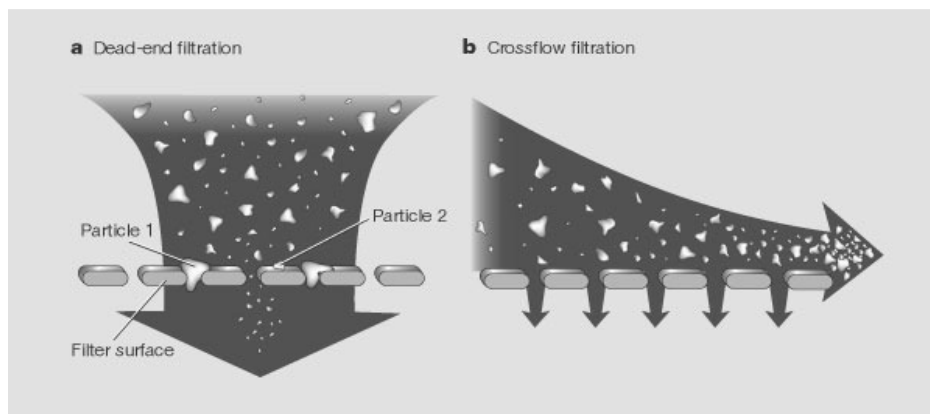 a Dead-end filtration
b Crossflow filtration
Particle 1
Particle 2
Filter surface